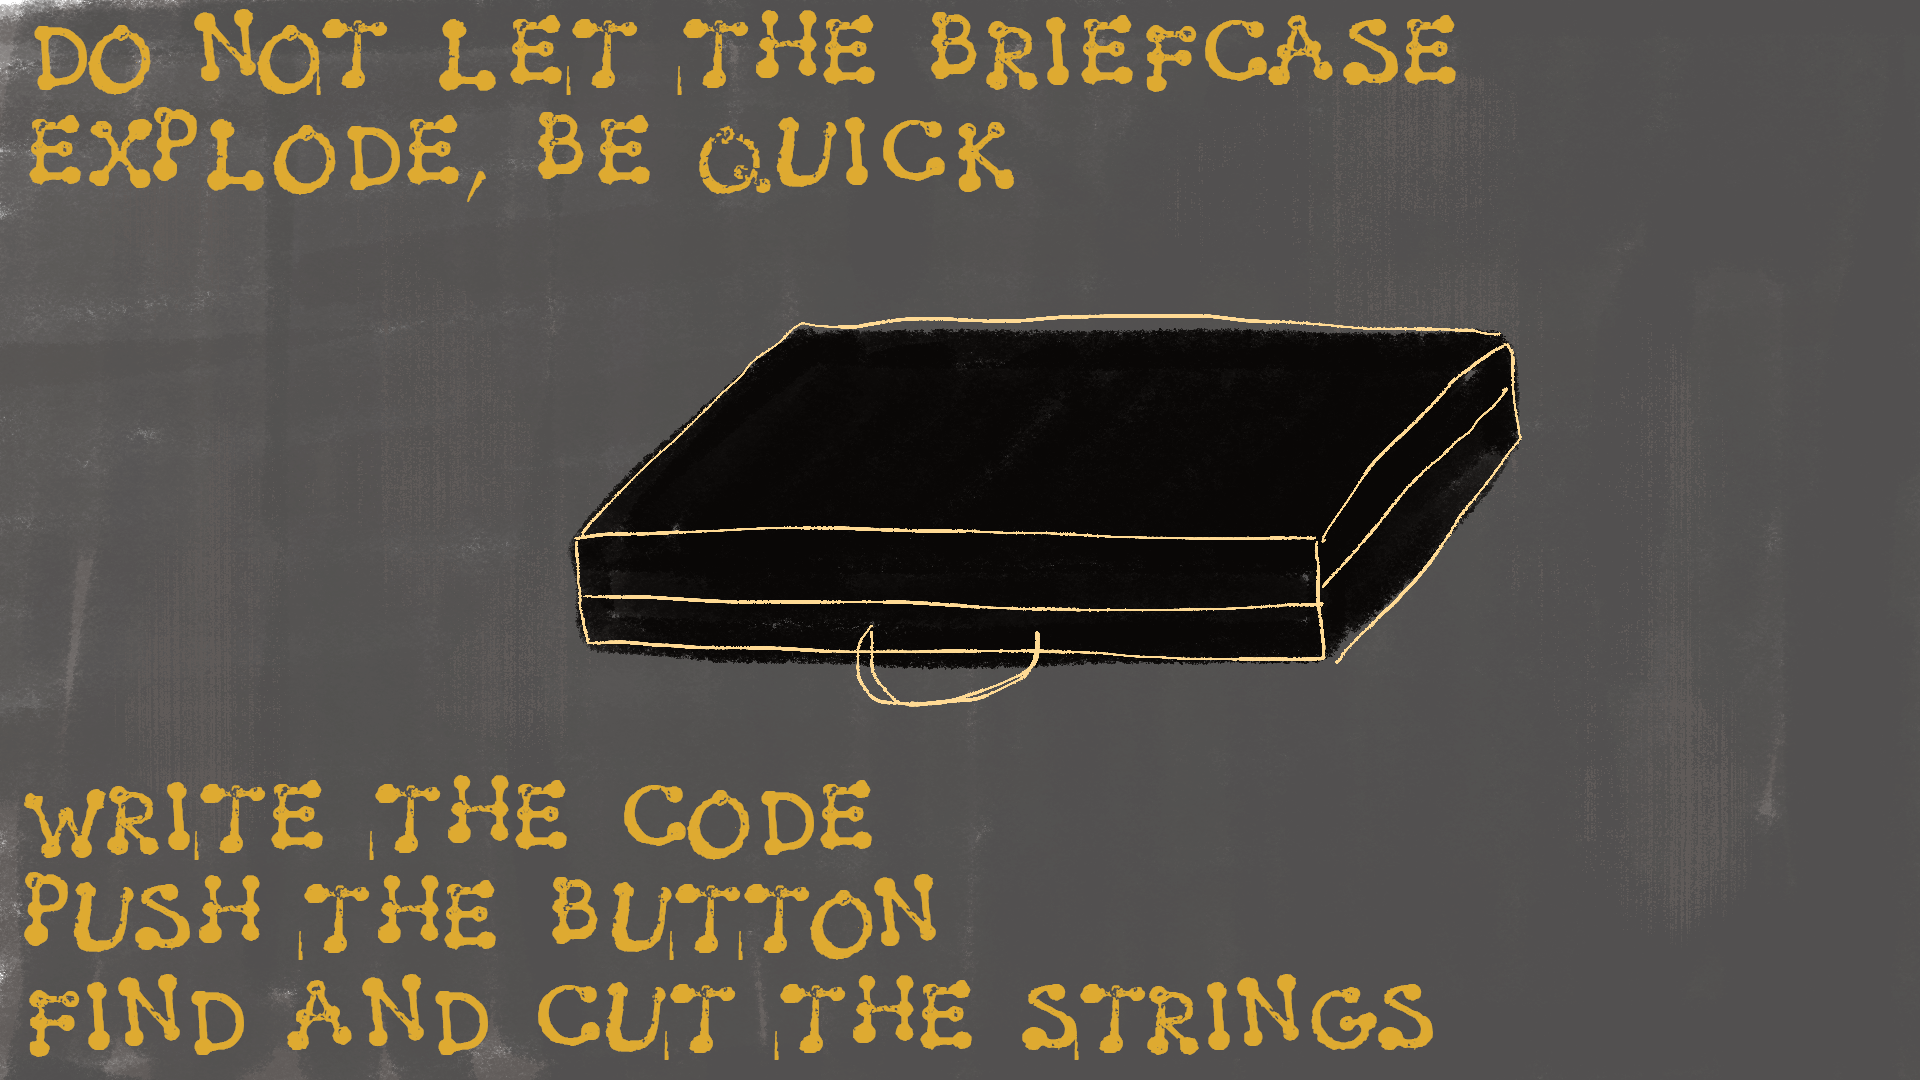 DO NOT LET THE BRIEFCASE
EXPLODE, BE QUICK
WRITE THE CODE
PUSH THE BUTTON
FIND AND CUT THE STRINGS